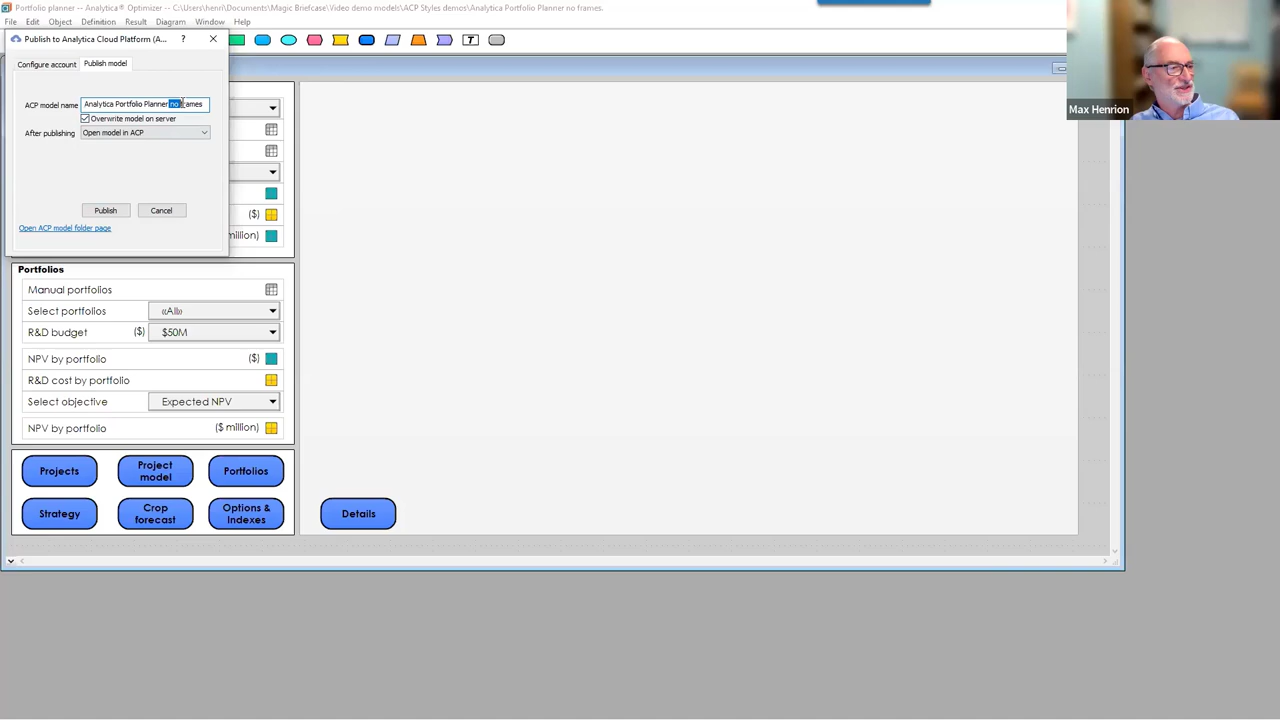 Portfolio planner -- Analytica® Optimizer -- C:\Users\henri\Documents\Magic Briefcase\Video demo models\ACP Styles demos\Analytica Portfolio Planner no frames.
File Edit Object Definition Result Diagram Window Help
Publish to Analytica Cloud Platform (A... ?
T
Configure account Publish model
ACP model name Analytica Portfolio Planner no ames
Overwrite model on server
After publishing Open model in ACP
Publish Cancel
($)
Open ACP model folder page
million)
Portfolios
Manual portfolios
Select portfolios «All»
R&D budget ($) $50M
NPV by portfolio ($)
R&D cost by portfolio
Select objective Expected NPV
NPV by portfolio ($ million)
Projects
Project model
Portfolios
Strategy
Crop forecast
Options & Indexes
Details
Max Henrion